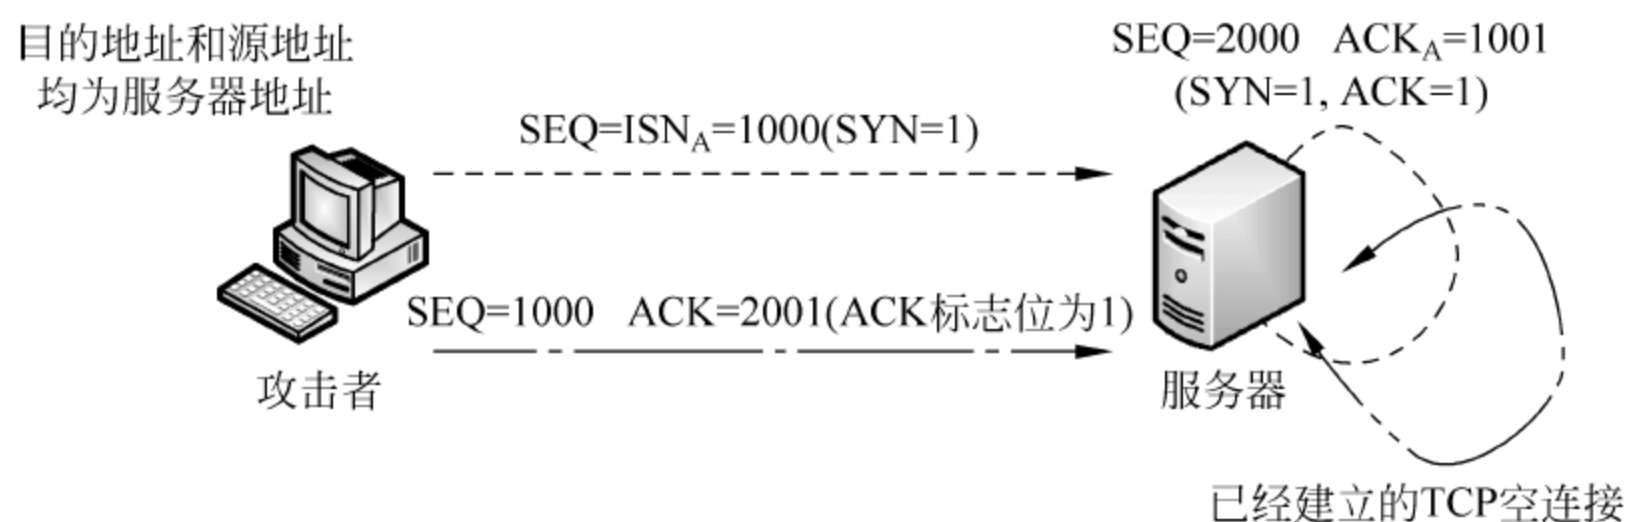 目的地址和源地址
均为服务器地址
SEQ=2000 ACK_A=1001
(SYN=1, ACK=1)
SEQ=ISN_A=1000(SYN=1)
SEQ=1000 ACK=2001(ACK标志位为1)
攻击者
服务器
已经建立的TCP空连接